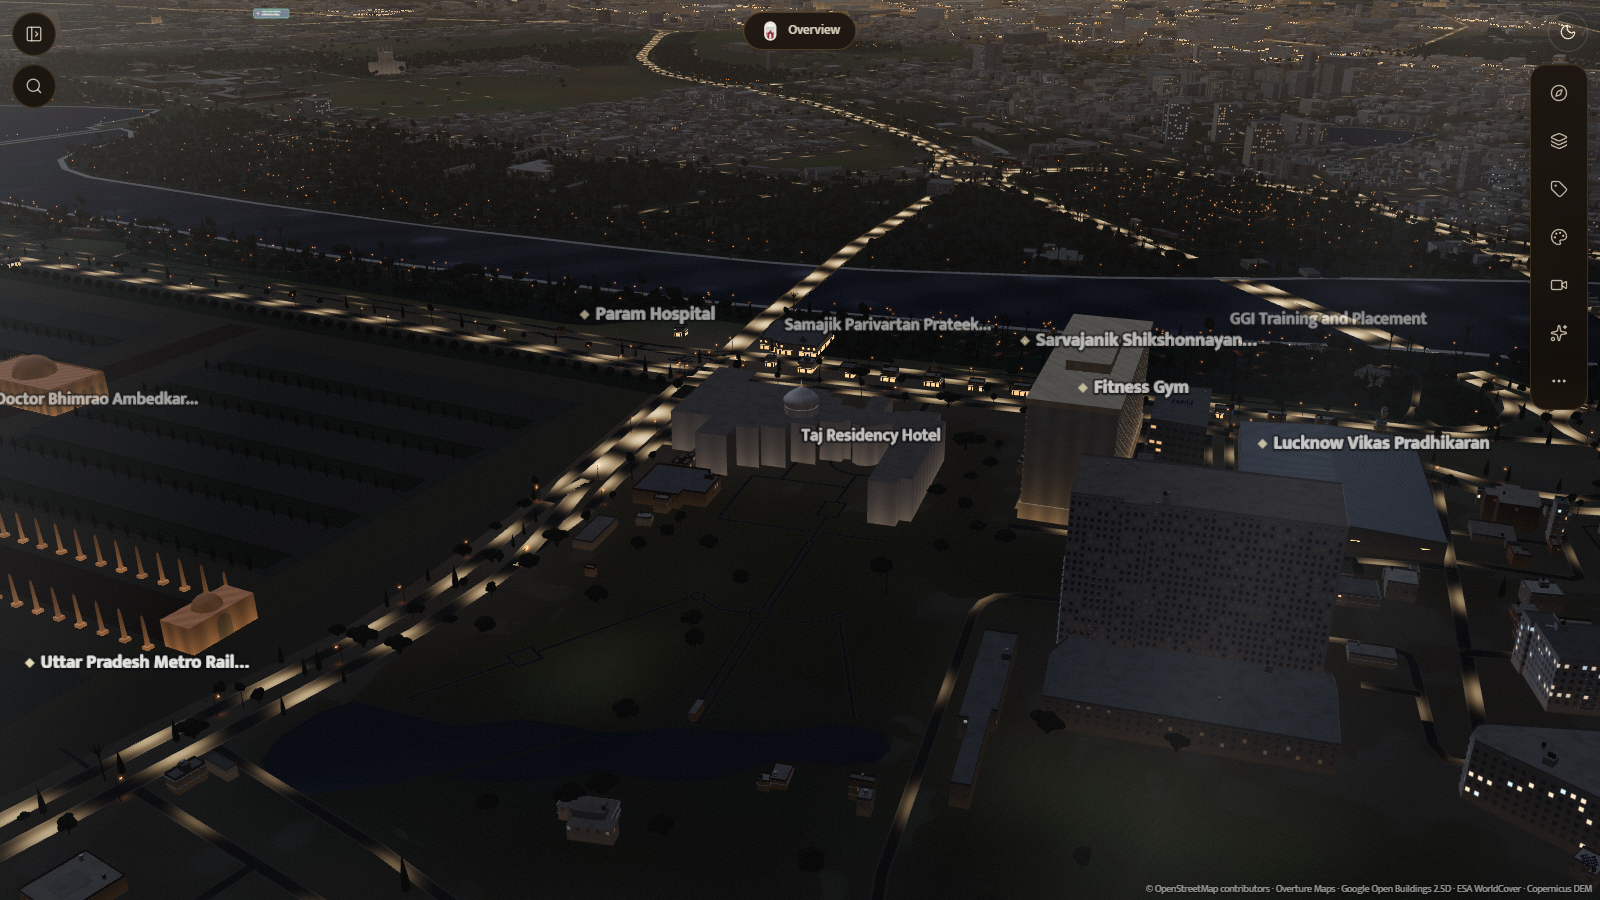 Overview
Param Hospital
Samajik Parivartan Prateek...
GGI Training and Placement
Sarvajanik Shikshonnayan...
Fitness Gym
Doctor Bhimrao Ambedkar...
Taj Residency Hotel
Lucknow Vikas Pradhikaran
Uttar Pradesh Metro Rail...
© OpenStreetMap contributors · Overture Maps · Google Open Buildings 2.5D · ESA WorldCover · Copernicus DEM